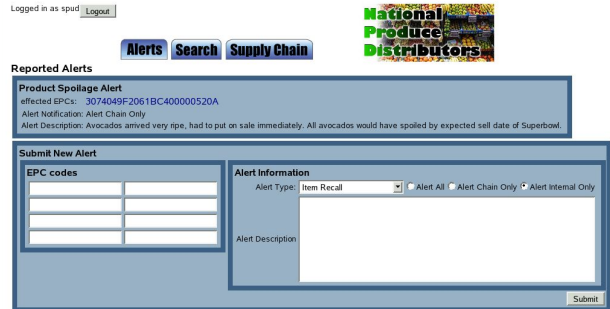 Logged in as spud Logout
National
Produce
Distributors
Alerts Search Supply Chain
Reported Alerts
Product Spoilage Alert
effected EPCs: 3074049F2061BC400000520A
Alert Notification: Alert Chain Only
Alert Description: Avocados arrived very ripe, had to put on sale immediately. All avocados would have spoiled by expected sell date of Superbowl.
Submit New Alert
EPC codes
Alert Information
Alert Type: Item Recall Alert All Alert Chain Only Alert Internal Only
Alert Description
Submit